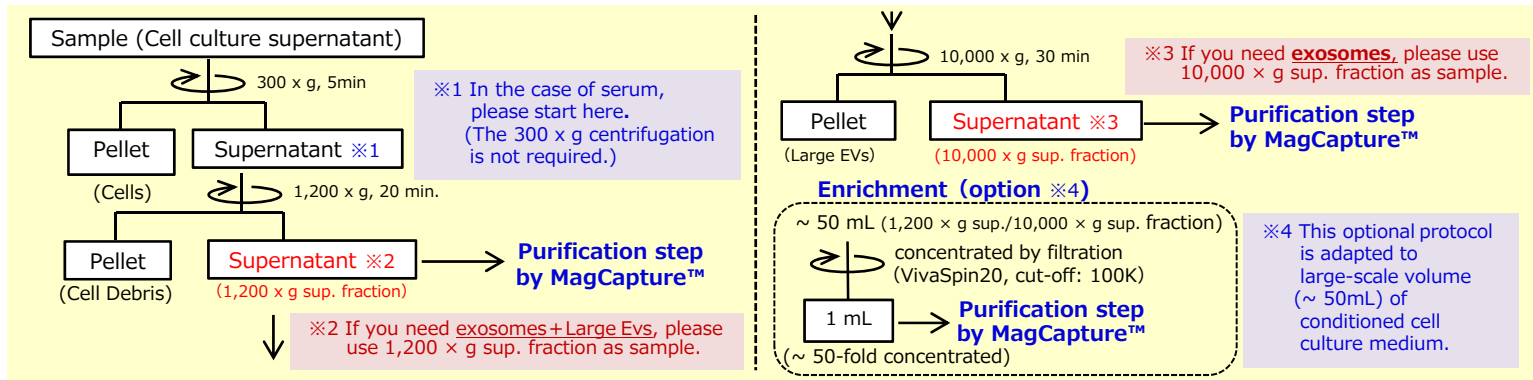 Sample (Cell culture supernatant)
300 x g, 5min
※1 In the case of serum,
please start here.
(The 300 x g centrifugation
is not required.)
Pellet
(Cells)
Supernatant ※1
1,200 x g, 20 min.
Pellet
(Cell Debris)
Supernatant ※2
(1,200 x g sup. fraction)
Purification step
by MagCapture™
※2 If you need exosomes+Large Evs, please
use 1,200 × g sup. fraction as sample.
10,000 x g, 30 min
※3 If you need exosomes, please use
10,000 × g sup. fraction as sample.
Pellet
(Large EVs)
Supernatant ※3
(10,000 x g sup. fraction)
Purification step
by MagCapture™
Enrichment (option ※4)
~ 50 mL (1,200 × g sup./10,000 × g sup. fraction)
concentrated by filtration
(VivaSpin20, cut-off: 100K)
1 mL
(~ 50-fold concentrated)
Purification step
by MagCapture™
※4 This optional protocol
is adapted to
large-scale volume
(~ 50mL) of
conditioned cell
culture medium.